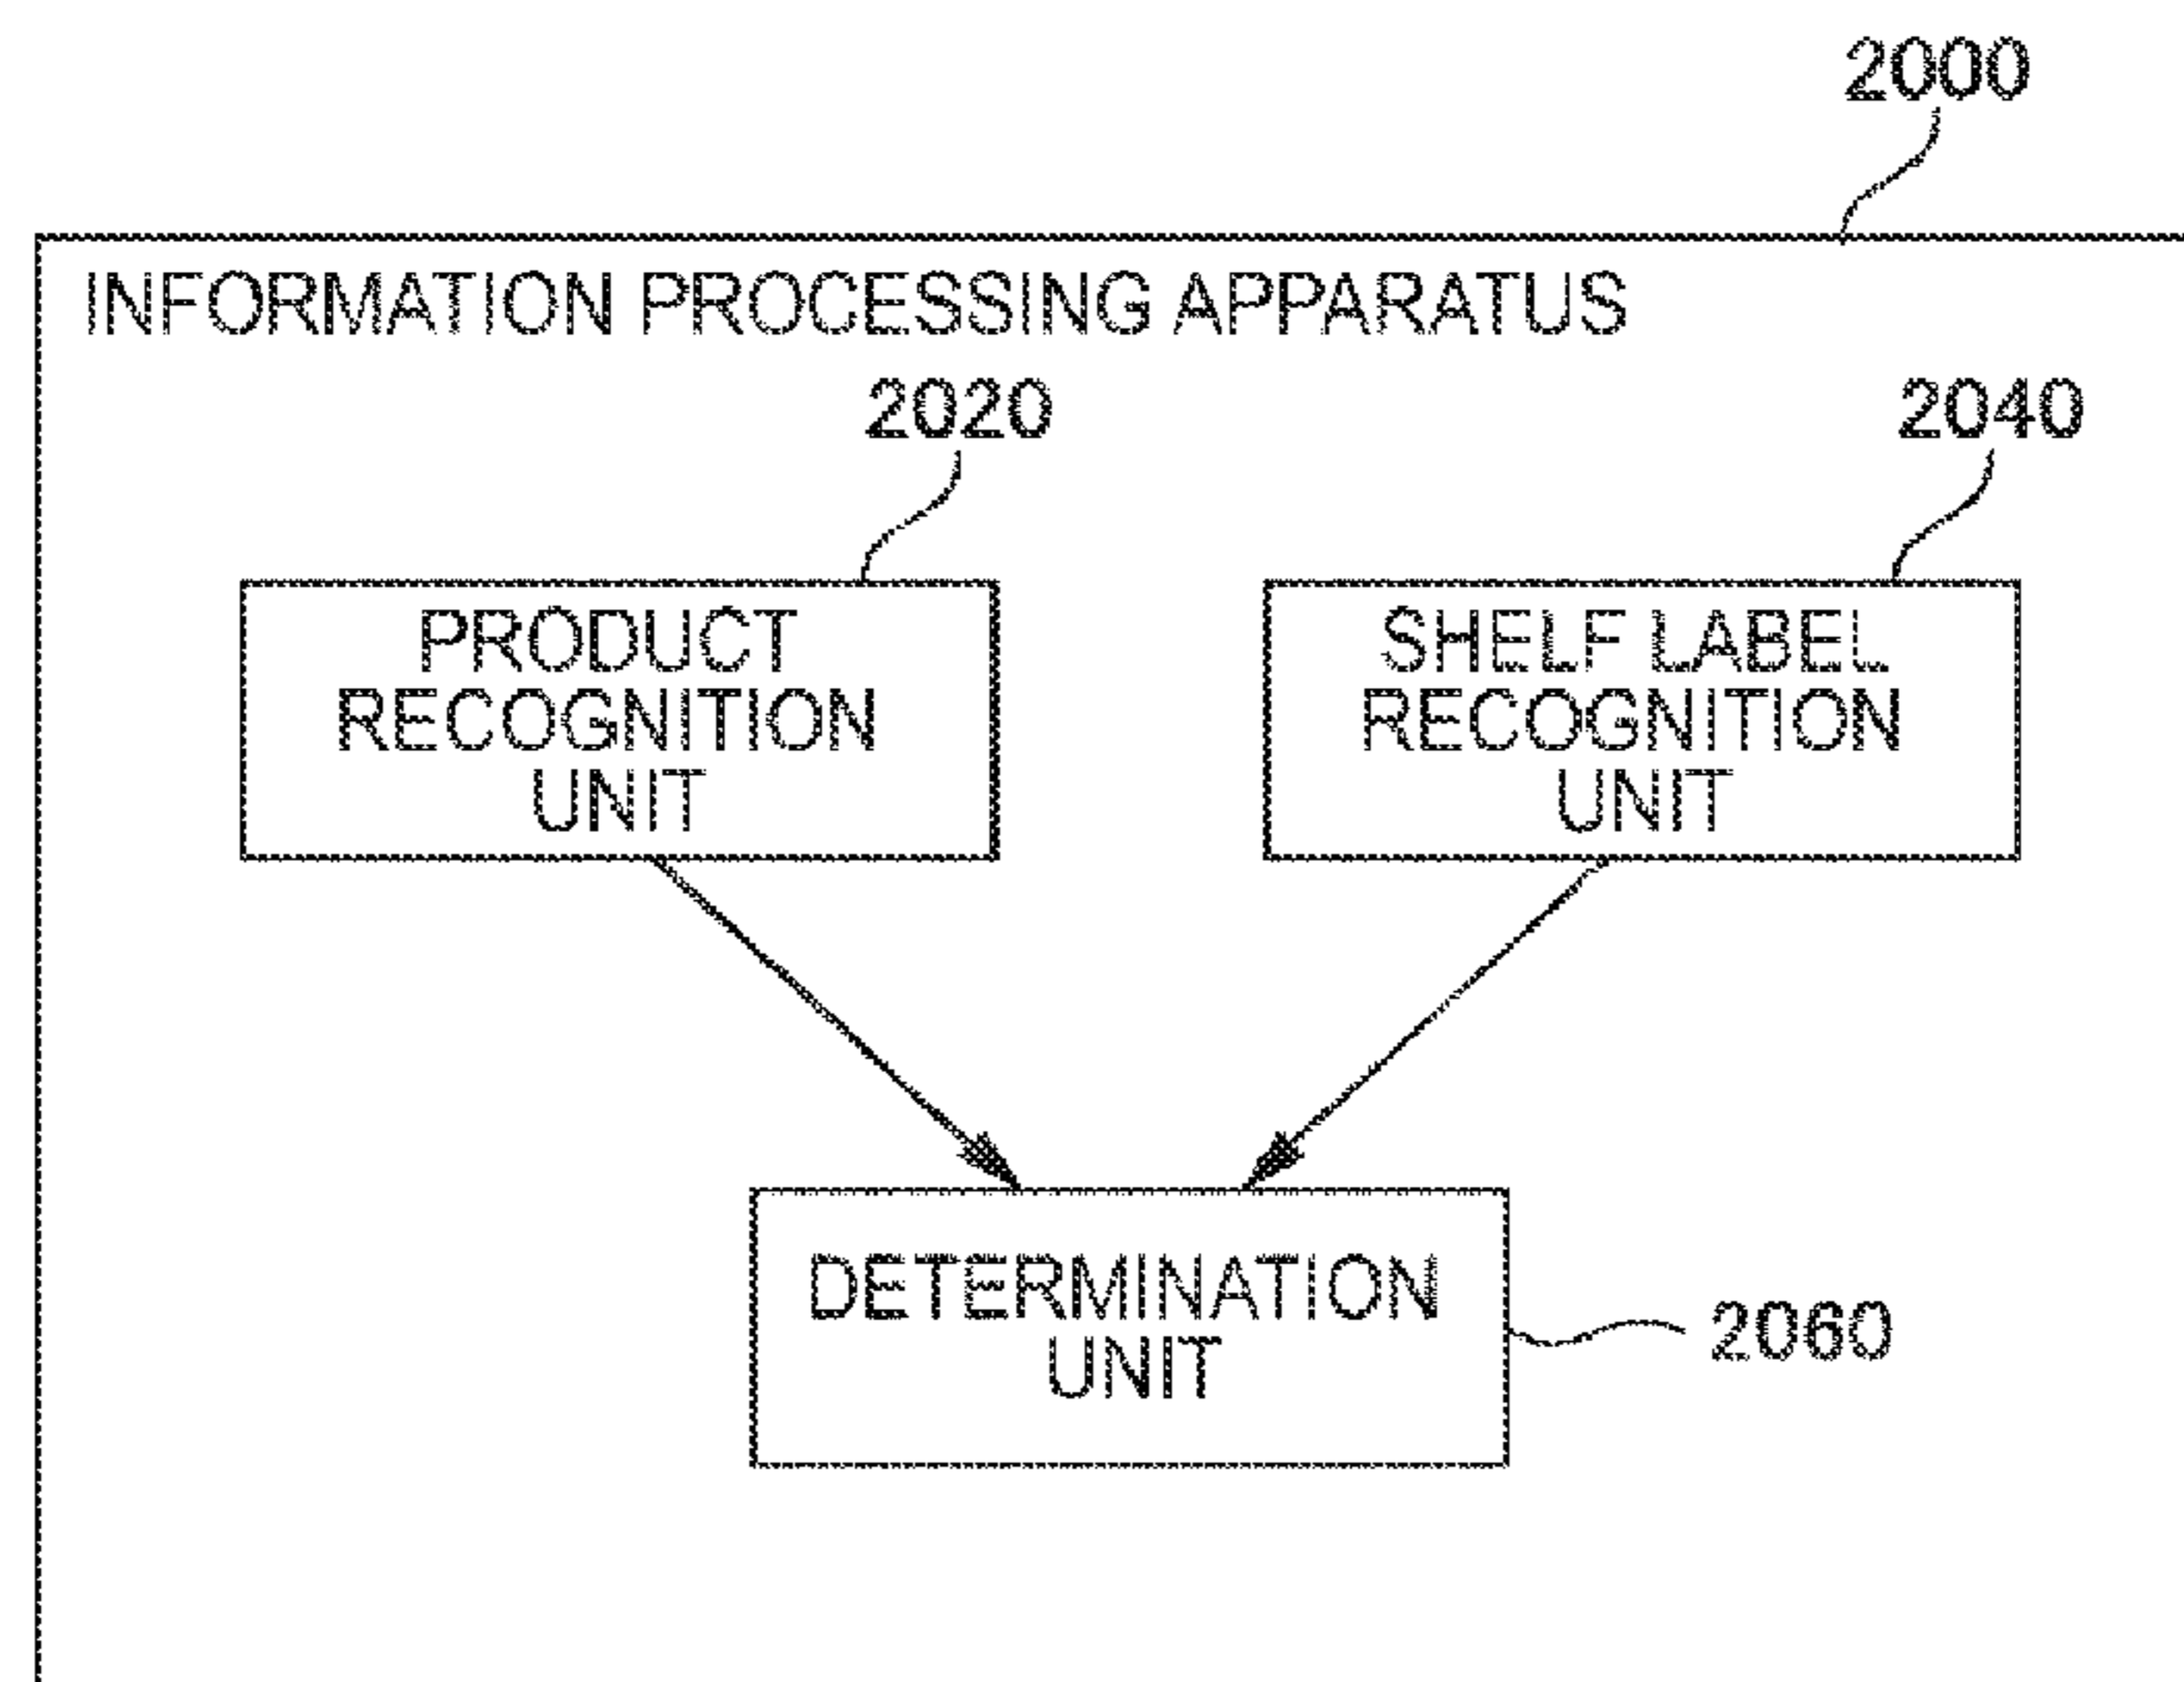 2000
INFORMATION PROCESSING APPARATUS
2020
2040
PRODUCT
RECOGNITION
UNIT
SHELF LABEL
RECOGNITION
UNIT
DETERMINATION
UNIT
2060